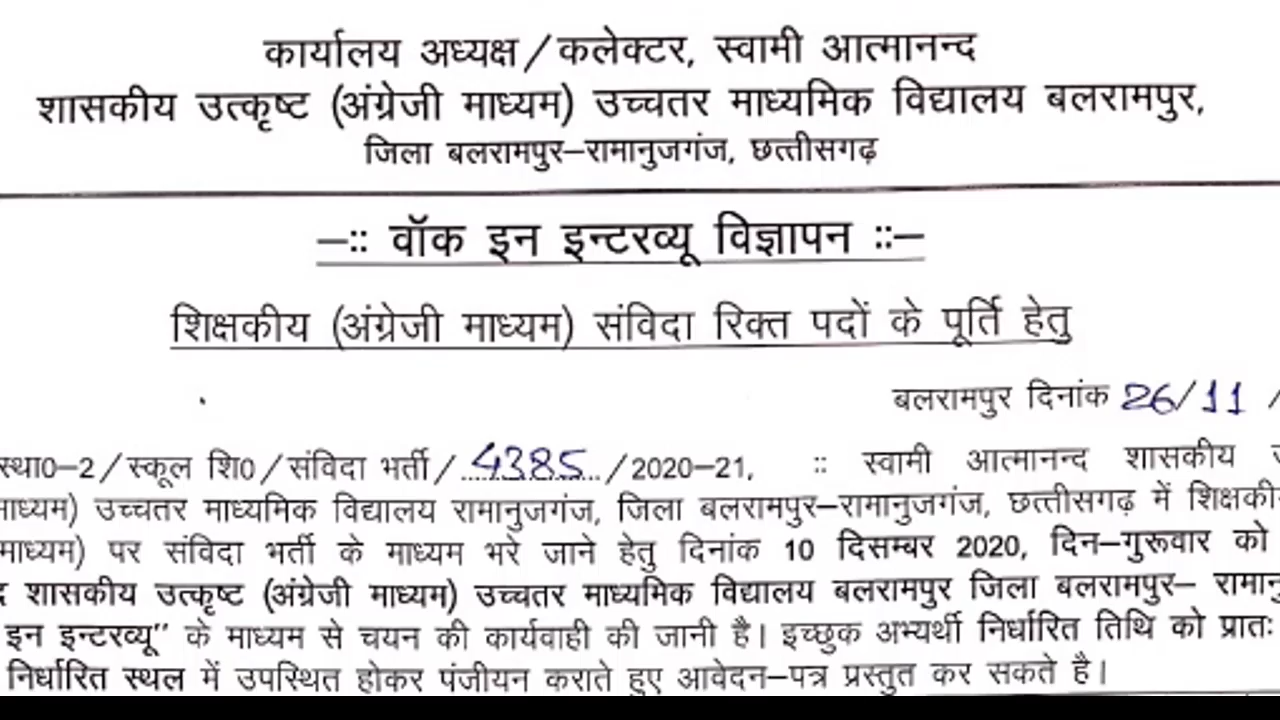 कार्यालय अध्यक्ष/कलेक्टर, स्वामी आत्मानन्द
शासकीय उत्कृष्ट (अंग्रेजी माध्यम) उच्चतर माध्यमिक विद्यालय बलरामपुर,
जिला बलरामपुर–रामानुजगंज, छत्तीसगढ़
–:: वॉक इन इन्टरव्यू विज्ञापन ::–
शिक्षकीय (अंग्रेजी माध्यम) संविदा रिक्त पदों के पूर्ति हेतु
बलरामपुर दिनांक 26/11 /
स्था0–2/स्कूल शि0/संविदा भर्ती/ 4385 /2020–21, :: स्वामी आत्मानन्द शासकीय
माध्यम) उच्चतर माध्यमिक विद्यालय रामानुजगंज, जिला बलरामपुर–रामानुजगंज, छत्तीसगढ़ में
माध्यम) पर संविदा भर्ती के माध्यम भरे जाने हेतु दिनांक 10 दिसम्बर 2020, दिन–गुरूवार को
शासकीय उत्कृष्ट (अंग्रेजी माध्यम) उच्चतर माध्यमिक विद्यालय बलरामपुर जिला बलरामपुर–
इन इन्टरव्यू" के माध्यम से चयन की कार्यवाही की जानी है। इच्छुक अभ्यर्थी निर्धारित तिथि को प्रातः
निर्धारित स्थल में उपस्थित होकर पंजीयन कराते हुए आवेदन–पत्र प्रस्तुत कर सकते है।